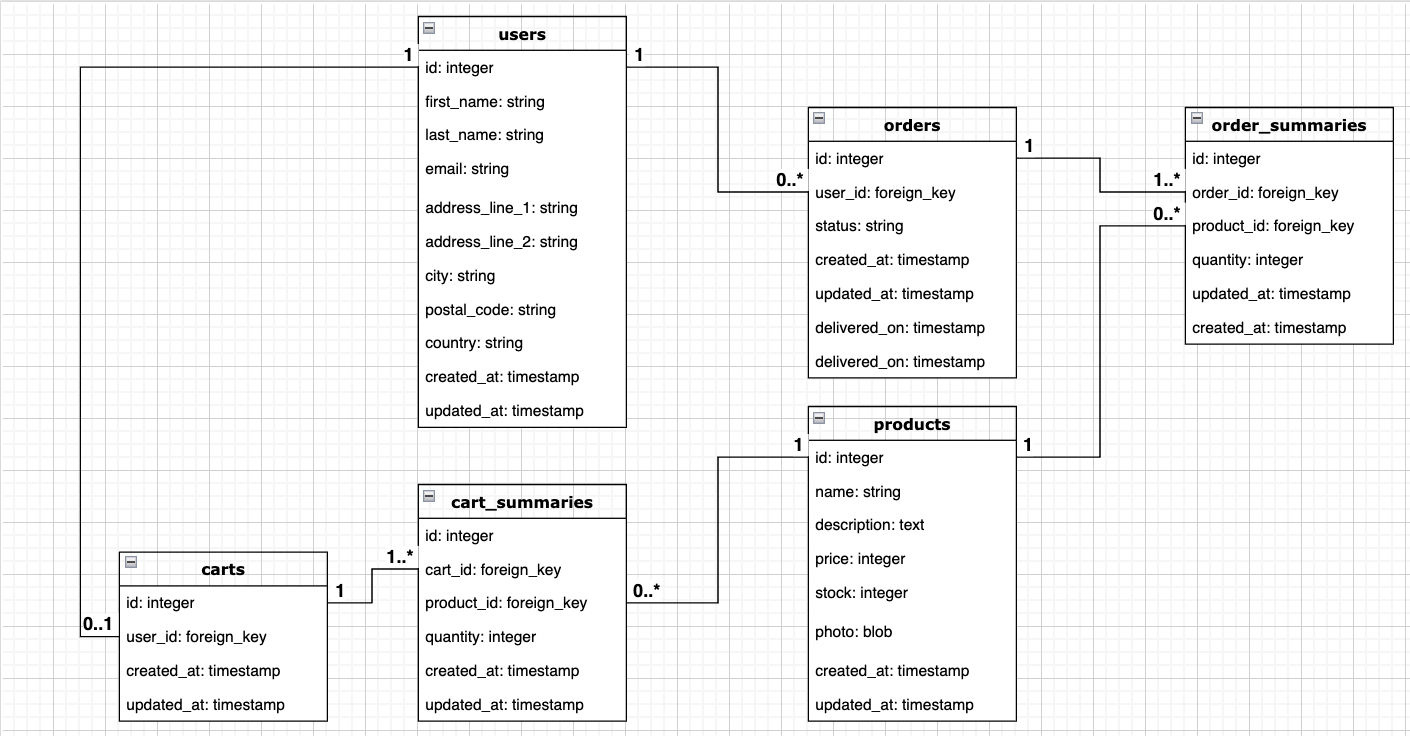 users
1
1
id: integer
first_name: string
last_name: string
email: string
address_line_1: string
address_line_2: string
city: string
postal_code: string
country: string
created_at: timestamp
updated_at: timestamp
orders
1
id: integer
0..*
user_id: foreign_key
status: string
created_at: timestamp
updated_at: timestamp
delivered_on: timestamp
delivered_on: timestamp
order_summaries
id: integer
1..*
order_id: foreign_key
0..*
product_id: foreign_key
quantity: integer
updated_at: timestamp
created_at: timestamp
products
1
1
id: integer
name: string
description: text
price: integer
stock: integer
photo: blob
created_at: timestamp
updated_at: timestamp
cart_summaries
id: integer
1..*
cart_id: foreign_key
product_id: foreign_key
0..*
quantity: integer
created_at: timestamp
updated_at: timestamp
carts
1
id: integer
0..1
user_id: foreign_key
created_at: timestamp
updated_at: timestamp